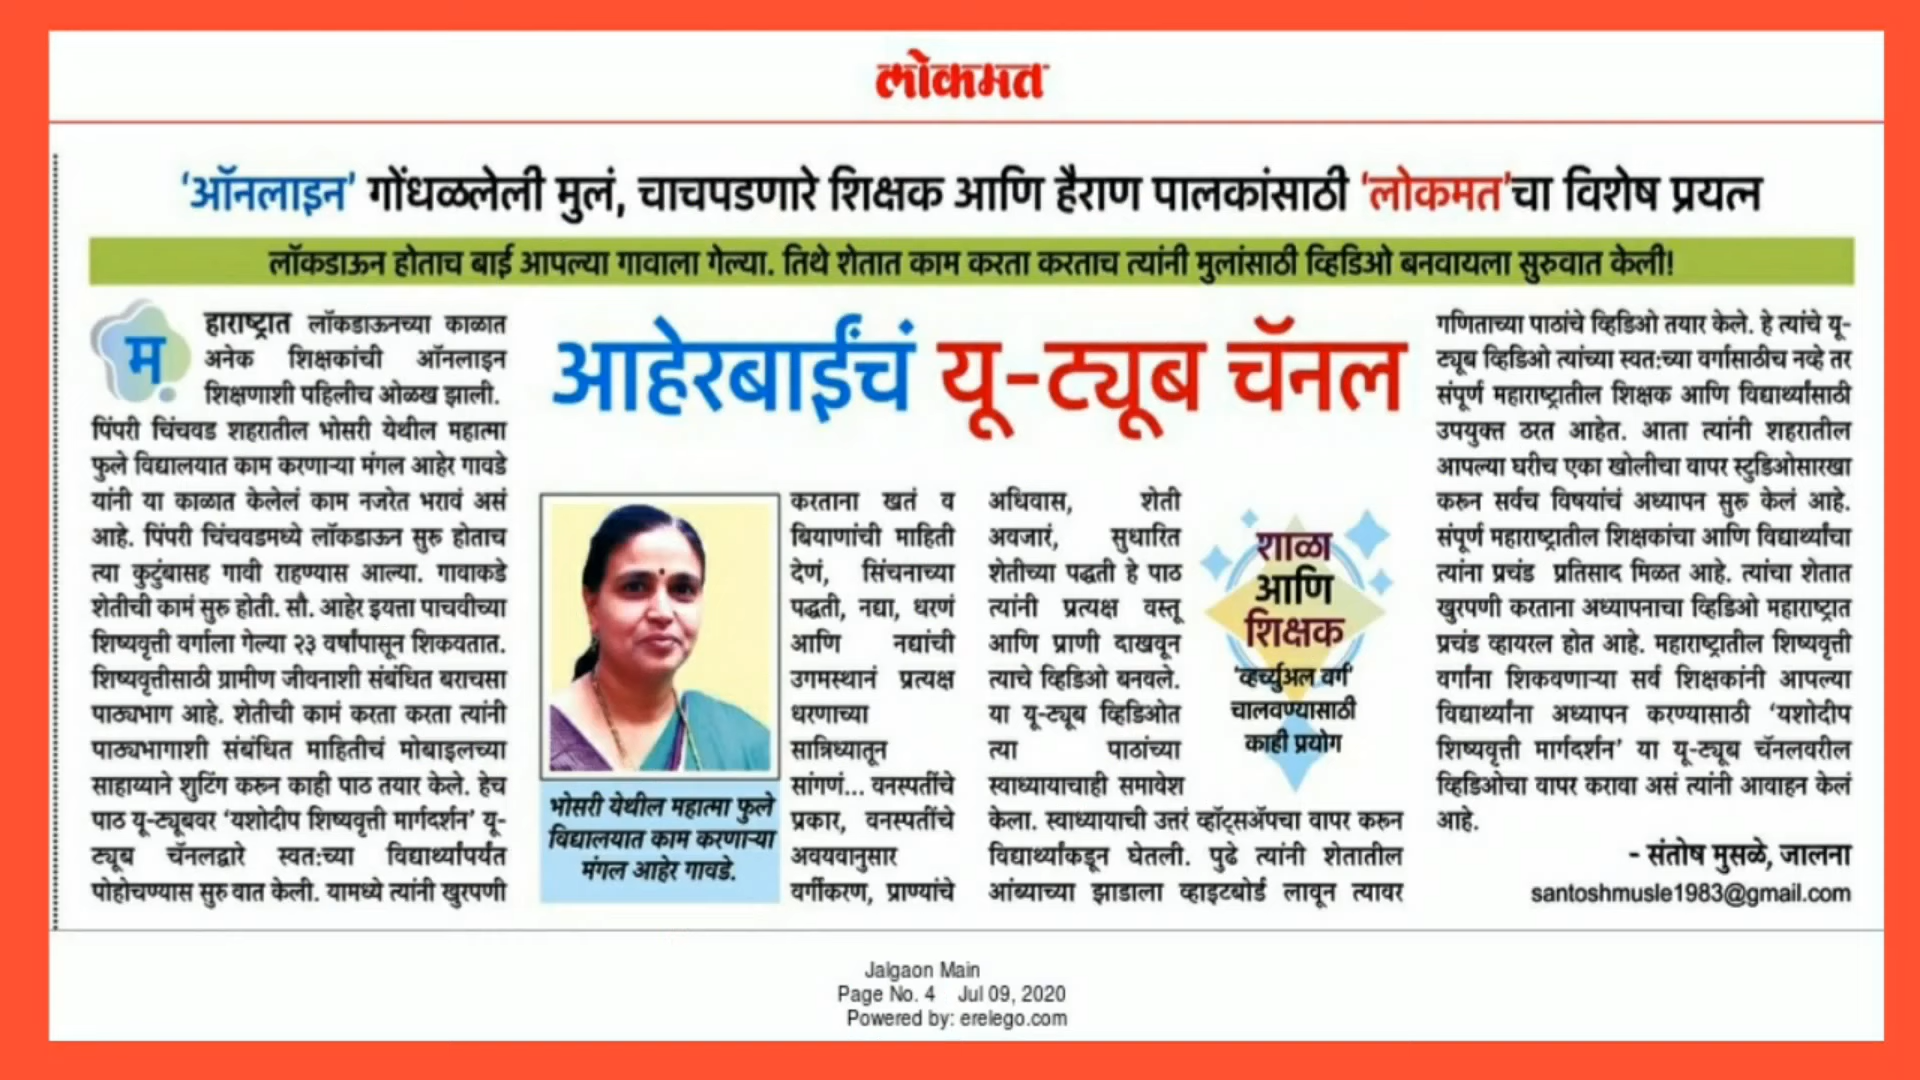 लोकमत
'ऑनलाइन' गोंधळलेली मुलं, चाचपडणारे शिक्षक आणि हैराण पालकांसाठी 'लोकमत'चा विशेष प्रयत्न
लॉकडाऊन होताच बाई आपल्या गावाला गेल्या. तिथे शेतात काम करता करताच त्यांनी मुलांसाठी व्हिडिओ बनवायला सुरुवात केली!
आहेरबाईंचं यू-ट्यूब चॅनल
महाराष्ट्रात लॉकडाऊनच्या काळात
अनेक शिक्षकांची ऑनलाइन
शिक्षणाशी पहिलीच ओळख झाली.
पिंपरी चिंचवड शहरातील भोसरी येथील महात्मा
फुले विद्यालयात काम करणाऱ्या मंगल आहेर गावडे
यांनी या काळात केलेलं काम नजरेत भरावं असं
आहे. पिंपरी चिंचवडमध्ये लॉकडाऊन सुरु होताच
त्या कुटुंबासह गावी राहण्यास आल्या. गावाकडे
शेतीची कामं सुरू होती. सौ. आहेर इयत्ता पाचवीच्या
शिष्यवृत्ती वर्गाला गेल्या २३ वर्षांपासून शिकवतात.
शिष्यवृत्तीसाठी ग्रामीण जीवनाशी संबंधित बराचसा
पाठ्यभाग आहे. शेतीची कामं करता करता त्यांनी
पाठ्यभागाशी संबंधित माहितीचं मोबाइलच्या
साहाय्याने शुटिंग करून काही पाठ तयार केले. हेच
पाठ यू-ट्यूबवर 'यशोदीप शिष्यवृत्ती मार्गदर्शन' यू-
ट्यूब चॅनलद्वारे स्वत:च्या विद्यार्थ्यांपर्यंत
पोहोचण्यास सुरु वात केली. यामध्ये त्यांनी खुरपणी
भोसरी येथील महात्मा फुले
विद्यालयात काम करणाऱ्या
मंगल आहेर गावडे.
करताना खतं व
बियाणांची माहिती
देणं, सिंचनाच्या
पद्धती, नद्या, धरणं
आणि नद्यांची
उगमस्थानं प्रत्यक्ष
धरणाच्या
सान्निध्यातून
सांगणं... वनस्पतींचे
प्रकार, वनस्पतींचे
अवयवानुसार
वर्गीकरण, प्राण्यांचे
अधिवास, शेती
अवजारं, सुधारित
शेतीच्या पद्धती हे पाठ
त्यांनी प्रत्यक्ष वस्तू
आणि प्राणी दाखवून
त्याचे व्हिडिओ बनवले.
या यू-ट्यूब व्हिडिओत
त्या पाठांच्या
स्वाध्यायाचाही समावेश
केला. स्वाध्यायाची उत्तरं व्हॉट्सॲपचा वापर करून
विद्यार्थ्यांकडून घेतली. पुढे त्यांनी शेतातील
आंब्याच्या झाडाला व्हाइटबोर्ड लावून त्यावर
शाळा
आणि
शिक्षक
'व्हर्च्युअल वर्ग'
चालवण्यासाठी
काही प्रयोग
गणिताच्या पाठांचे व्हिडिओ तयार केले. हे त्यांचे यू-
ट्यूब व्हिडिओ त्यांच्या स्वत:च्या वर्गासाठीच नव्हे तर
संपूर्ण महाराष्ट्रातील शिक्षक आणि विद्यार्थ्यांसाठी
उपयुक्त ठरत आहेत. आता त्यांनी शहरातील
आपल्या घरीच एका खोलीचा वापर स्टुडिओसारखा
करून सर्वच विषयांचं अध्यापन सुरू केलं आहे.
संपूर्ण महाराष्ट्रातील शिक्षकांचा आणि विद्यार्थ्यांचा
त्यांना प्रचंड प्रतिसाद मिळत आहे. त्यांचा शेतात
खुरपणी करताना अध्यापनाचा व्हिडिओ महाराष्ट्रात
प्रचंड व्हायरल होत आहे. महाराष्ट्रातील शिष्यवृत्ती
वर्गांना शिकवणाऱ्या सर्व शिक्षकांनी आपल्या
विद्यार्थ्यांना अध्यापन करण्यासाठी 'यशोदीप
शिष्यवृत्ती मार्गदर्शन' या यू-ट्यूब चॅनलवरील
व्हिडिओचा वापर करावा असं त्यांनी आवाहन केलं
आहे.
- संतोष मुसळे, जालना
santoshmusle1983@gmail.com
Jalgaon Main
Page No. 4 Jul 09, 2020
Powered by: erelego.com